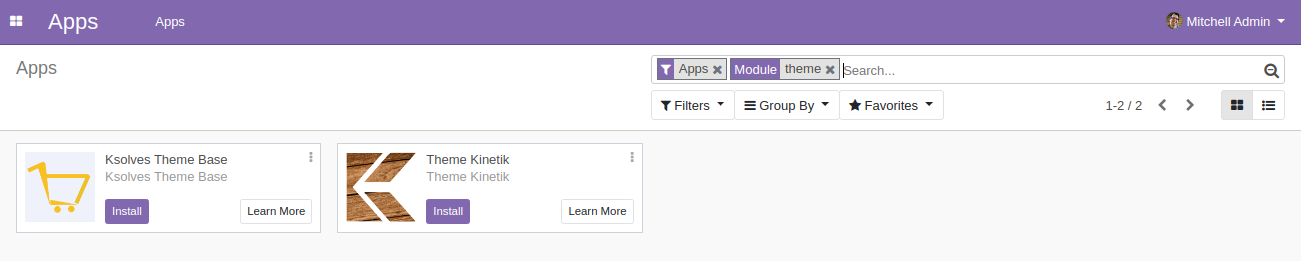 Apps Apps Mitchell Admin
Apps
Apps Module theme Search...
Filters Group By Favorites 1-2 / 2
Ksolves Theme Base
Ksolves Theme Base
Install Learn More
Theme Kinetik
Theme Kinetik
Install Learn More